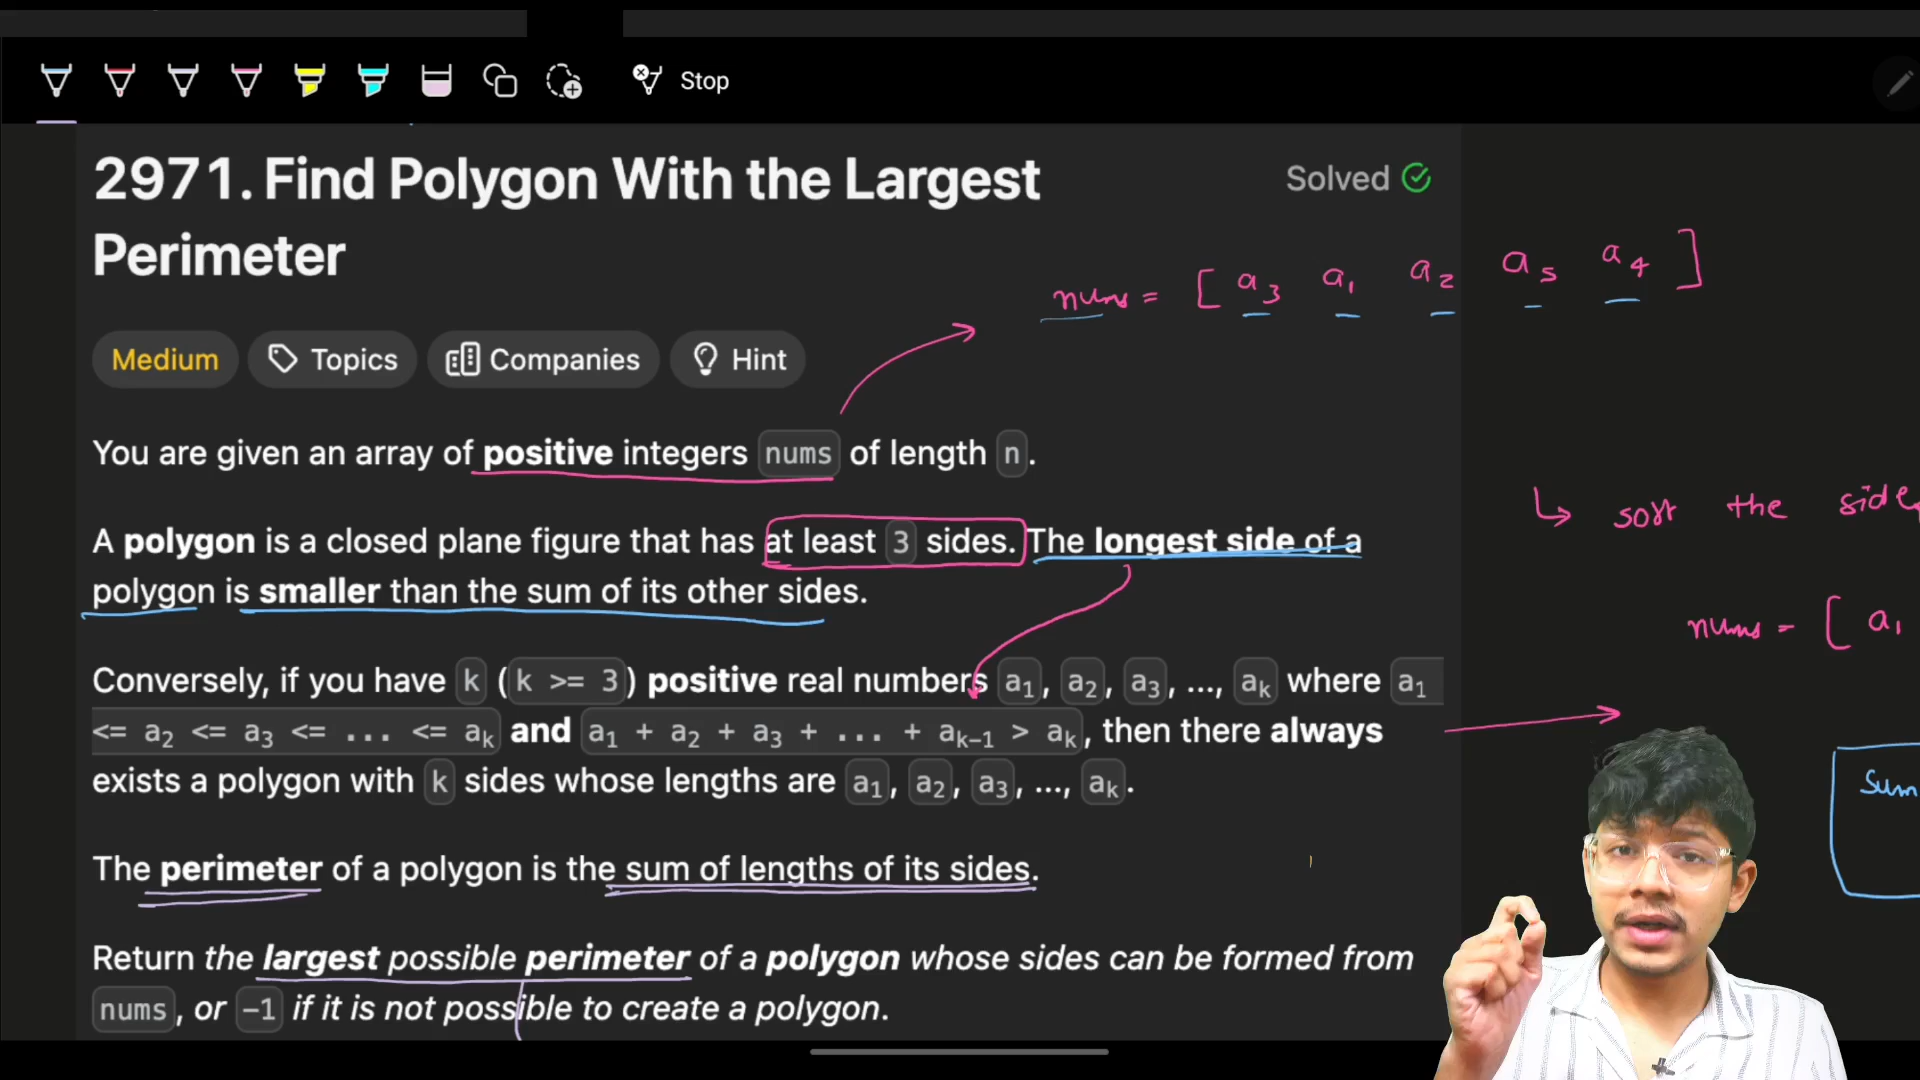 Stop
2971. Find Polygon With the Largest
Perimeter
Solved
nums = [ a3 a1 a2 a5 a4 ]
Medium
Topics
Companies
Hint
You are given an array of positive integers nums of length n.
sort the side
A polygon is a closed plane figure that has at least 3 sides. The longest side of a
polygon is smaller than the sum of its other sides.
nums = [ a1
Conversely, if you have k (k >= 3) positive real numbers a1, a2, a3, ..., ak where a1
<= a2 <= a3 <= ... <= ak and a1 + a2 + a3 + ... + ak-1 > ak, then there always
exists a polygon with k sides whose lengths are a1, a2, a3, ..., ak.
Sum
The perimeter of a polygon is the sum of lengths of its sides.
Return the largest possible perimeter of a polygon whose sides can be formed from
nums, or -1 if it is not possible to create a polygon.